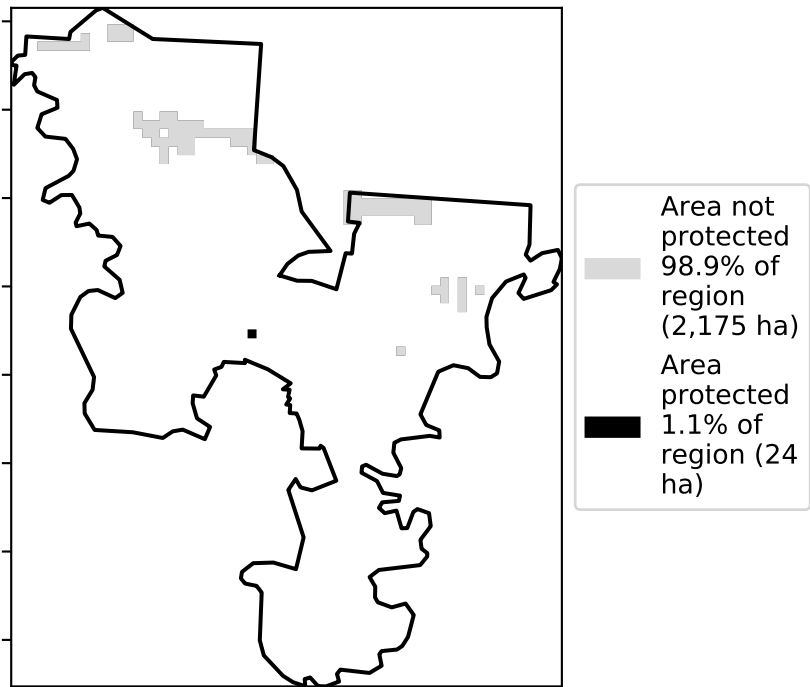 Area not
protected
98.9% of
region
(2,175 ha)
Area
protected
1.1% of
region (24
ha)